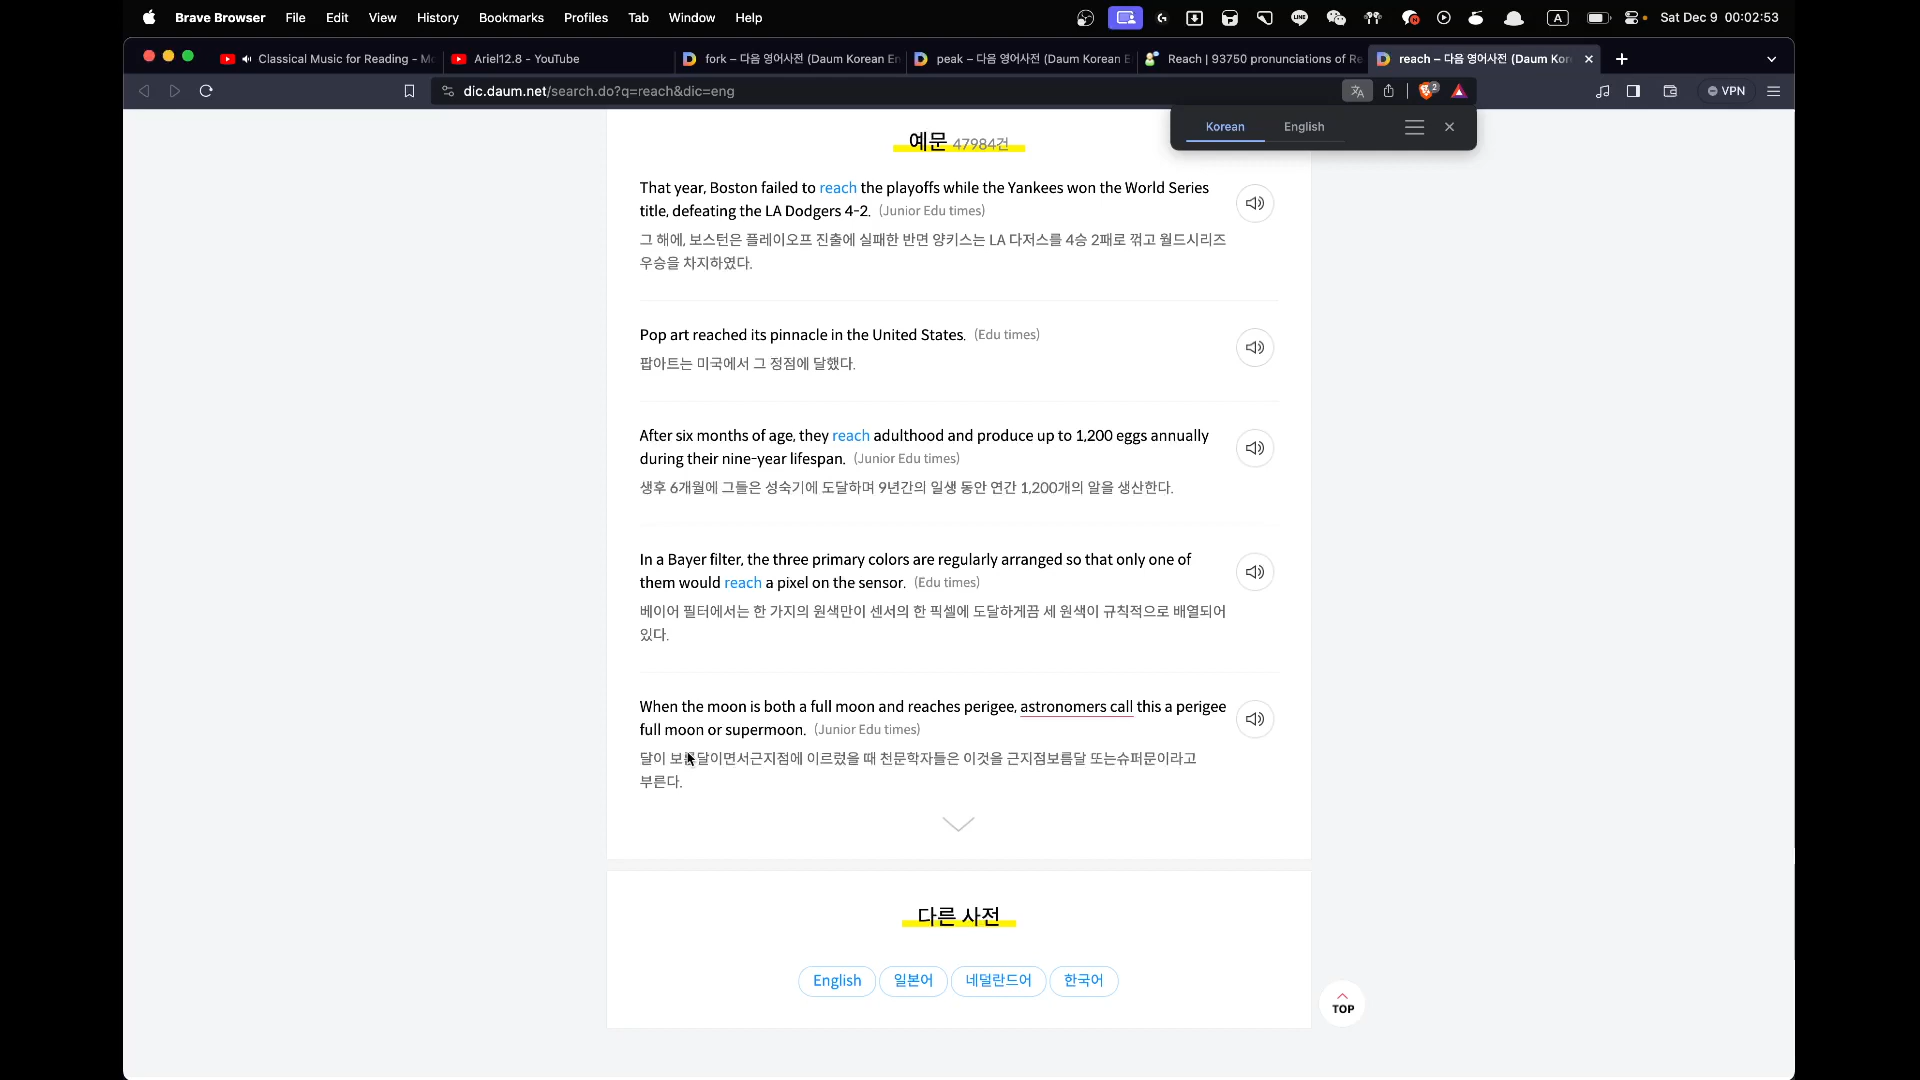 Brave Browser File Edit View History Bookmarks Profiles Tab Window Help A Sat Dec 9 00:02:53
Classical Music for Reading - Mo Ariel12.8 - YouTube fork – 다음 영어사전 (Daum Korean En peak – 다음 영어사전 (Daum Korean E Reach | 93750 pronunciations of Re reach – 다음 영어사전 (Daum Kor
dic.daum.net/search.do?q=reach&dic=eng 2 VPN
Korean English
예문 47984건
That year, Boston failed to reach the playoffs while the Yankees won the World Series
title, defeating the LA Dodgers 4-2. (Junior Edu times)
그 해에, 보스턴은 플레이오프 진출에 실패한 반면 양키스는 LA 다저스를 4승 2패로 꺾고 월드시리즈
우승을 차지하였다.
Pop art reached its pinnacle in the United States. (Edu times)
팝아트는 미국에서 그 정점에 달했다.
After six months of age, they reach adulthood and produce up to 1,200 eggs annually
during their nine-year lifespan. (Junior Edu times)
생후 6개월에 그들은 성숙기에 도달하며 9년간의 일생 동안 연간 1,200개의 알을 생산한다.
In a Bayer filter, the three primary colors are regularly arranged so that only one of
them would reach a pixel on the sensor. (Edu times)
베이어 필터에서는 한 가지의 원색만이 센서의 한 픽셀에 도달하게끔 세 원색이 규칙적으로 배열되어
있다.
When the moon is both a full moon and reaches perigee, astronomers call this a perigee
full moon or supermoon. (Junior Edu times)
달이 보름달이면서근지점에 이르렀을 때 천문학자들은 이것을 근지점보름달 또는슈퍼문이라고
부른다.
다른 사전
English 일본어 네덜란드어 한국어
TOP